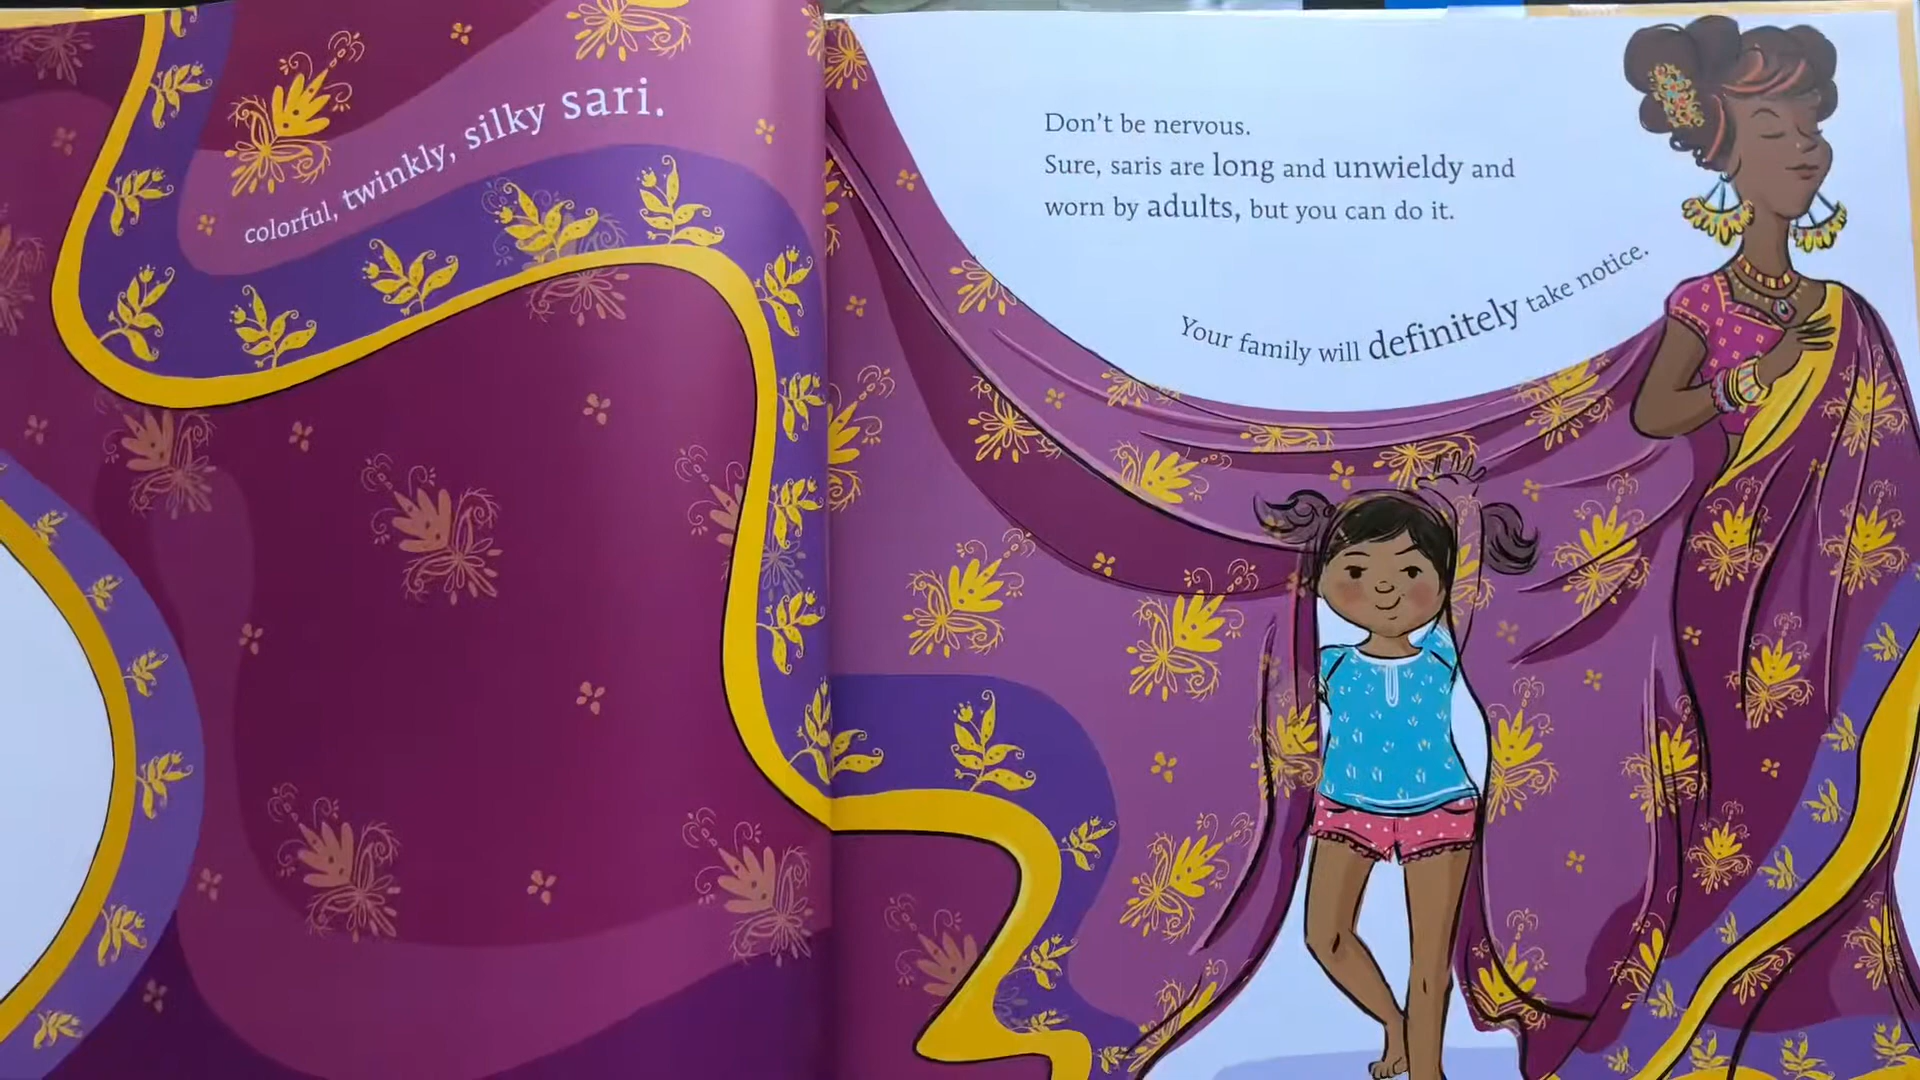 colorful, twinkly, silky sari.
Don't be nervous.
Sure, saris are long and unwieldy and
worn by adults, but you can do it.
Your family will definitely take notice.